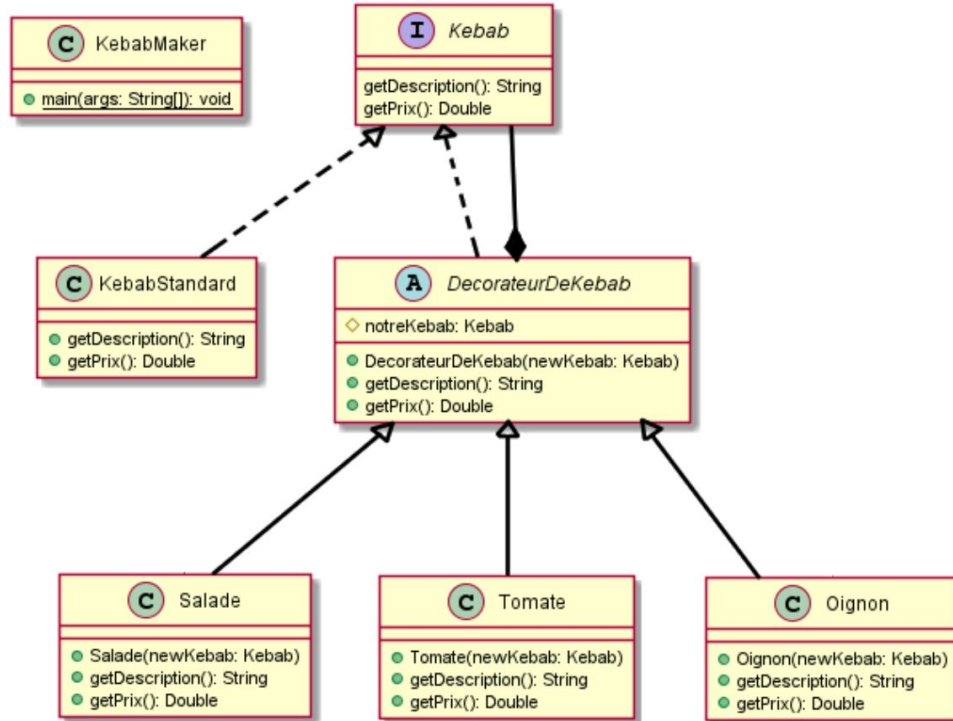 C KebabMaker
main(args: String[]): void
I Kebab
getDescription(): String
getPrix(): Double
C KebabStandard
getDescription(): String
getPrix(): Double
A DecorateurDeKebab
notreKebab: Kebab
DecorateurDeKebab(newKebab: Kebab)
getDescription(): String
getPrix(): Double
C Salade
Salade(newKebab: Kebab)
getDescription(): String
getPrix(): Double
C Tomate
Tomate(newKebab: Kebab)
getDescription(): String
getPrix(): Double
C Oignon
Oignon(newKebab: Kebab)
getDescription(): String
getPrix(): Double